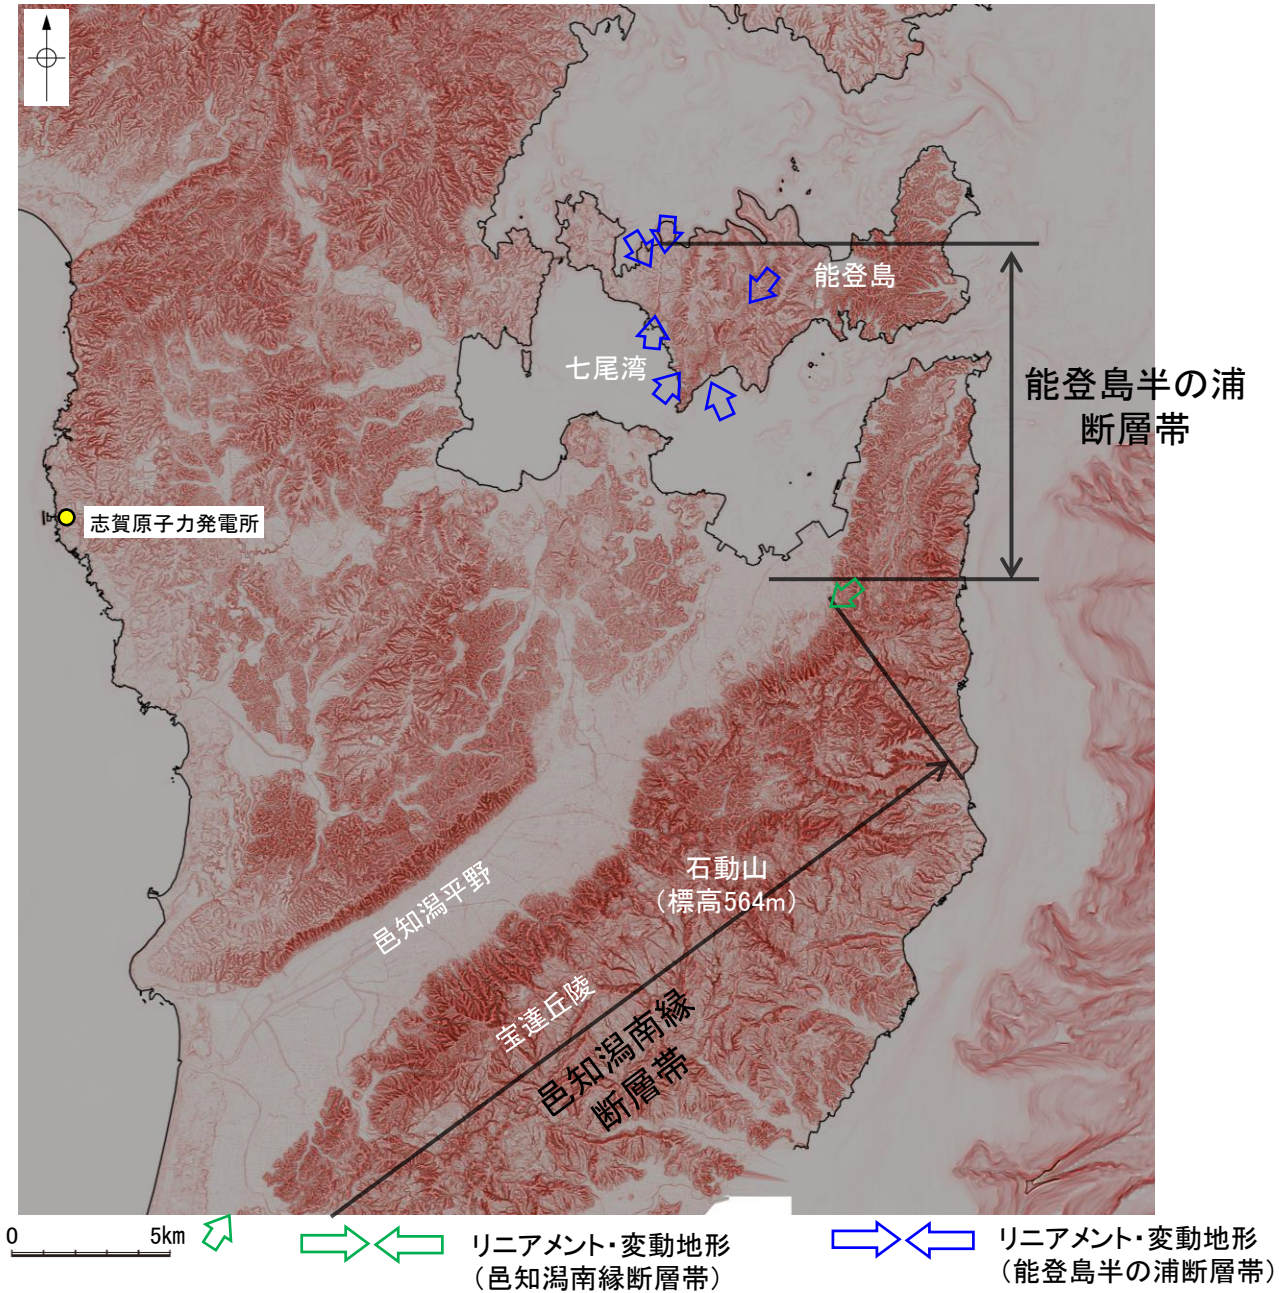 能登島
七尾湾
能登島半の浦
断層帯
志賀原子力発電所
石動山
(標高564m)
邑知潟平野
宝達丘陵
邑知潟南縁
断層帯
0 5km
リニアメント・変動地形
(邑知潟南縁断層帯)
リニアメント・変動地形
(能登島半の浦断層帯)